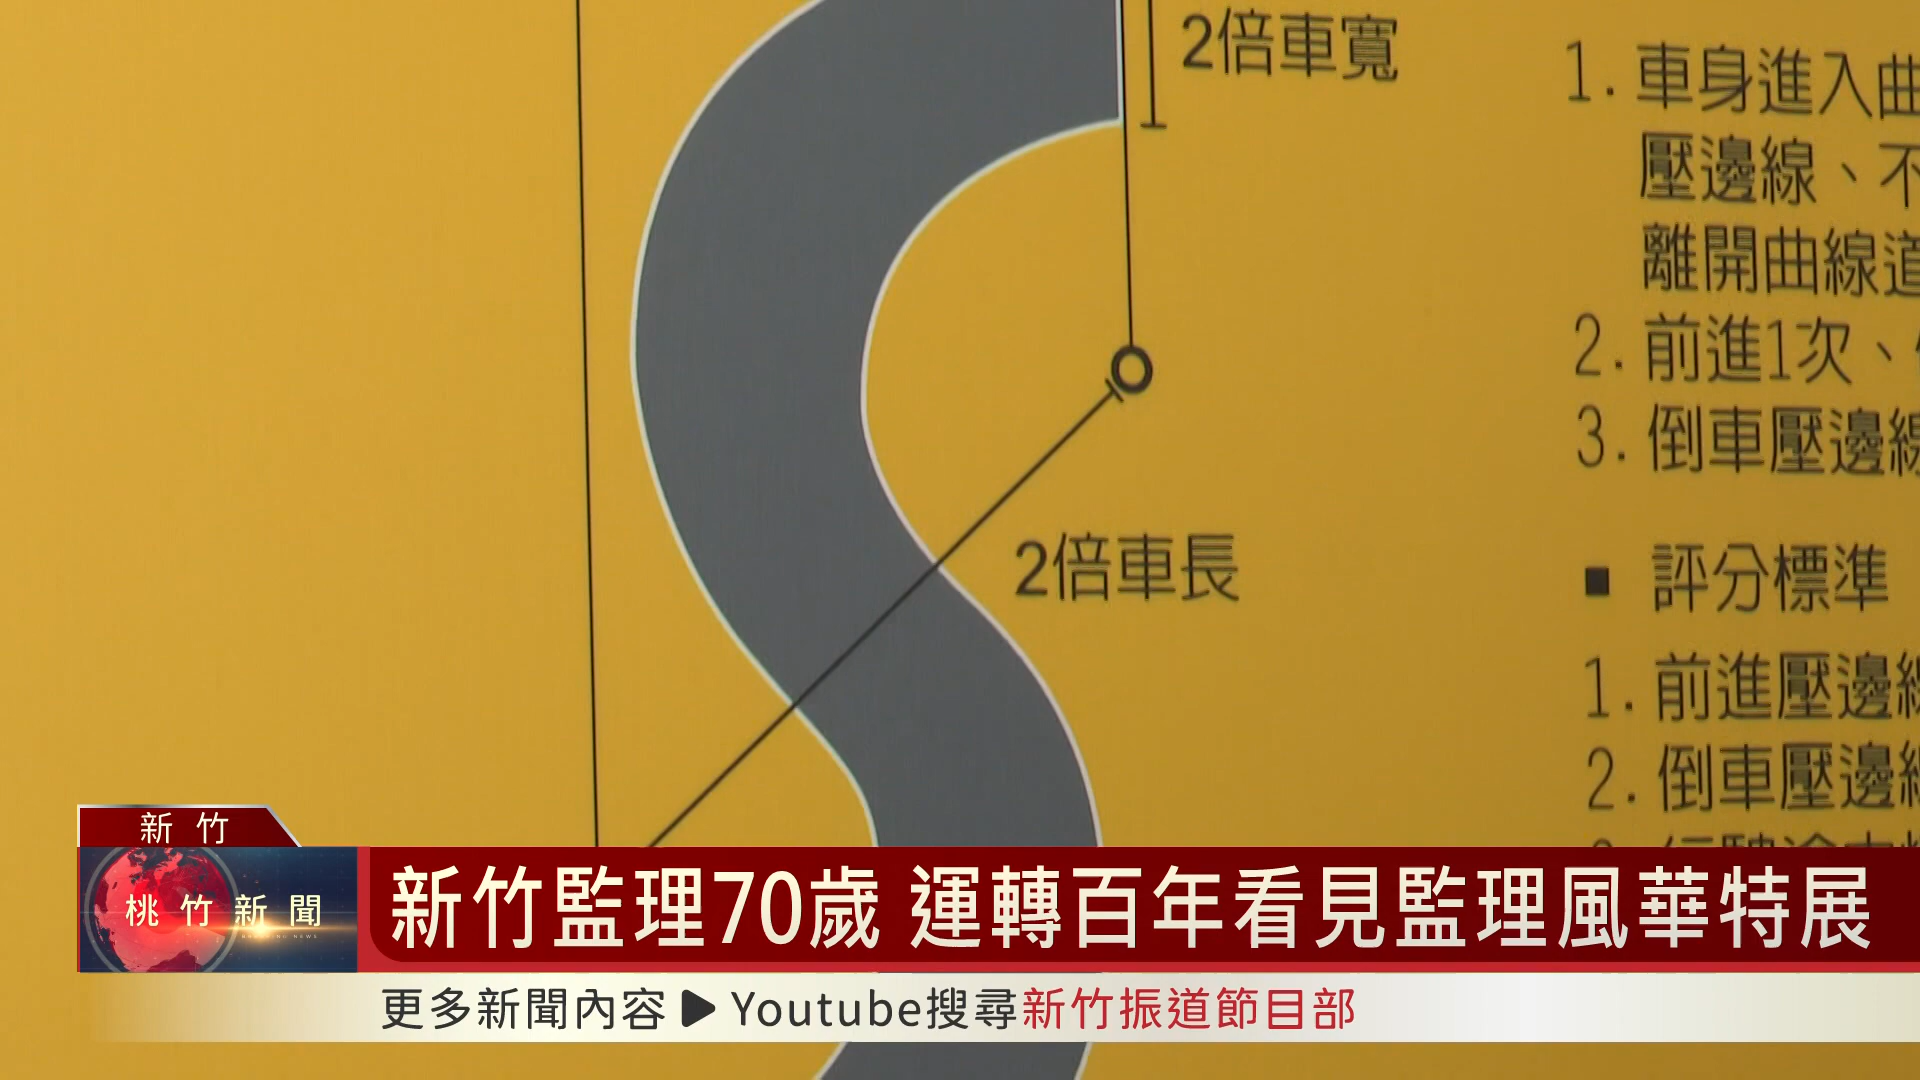 2倍車寬
1. 車身進入曲
壓邊線、不
離開曲線道
2. 前進1次、
3. 倒車壓邊線
2倍車長
■ 評分標準
1. 前進壓邊線
2. 倒車壓邊線
新竹
桃竹新聞
新竹監理70歲 運轉百年看見監理風華特展
更多新聞內容▶Youtube搜尋新竹振道節目部